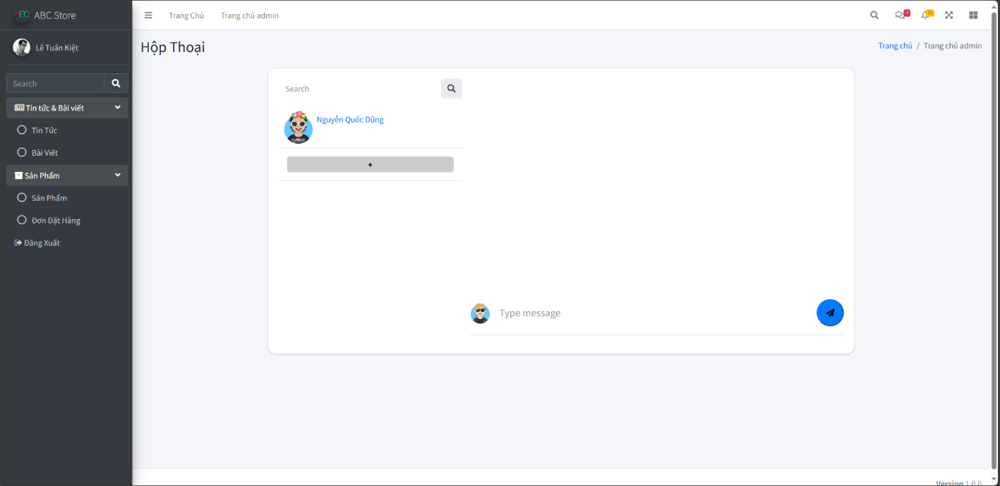 AEC ABC Store
Trang Chủ
Trang chủ admin
3
15
Lê Tuấn Kiệt
Hộp Thoại
Trang chủ / Trang chủ admin
Search
Tin tức & Bài viết
Tin Tức
Bài Viết
Sản Phẩm
Sản Phẩm
Đơn Đặt Hàng
Đăng Xuất
Search
Nguyễn Quốc Dũng
+
Type message
Version 1.0.0